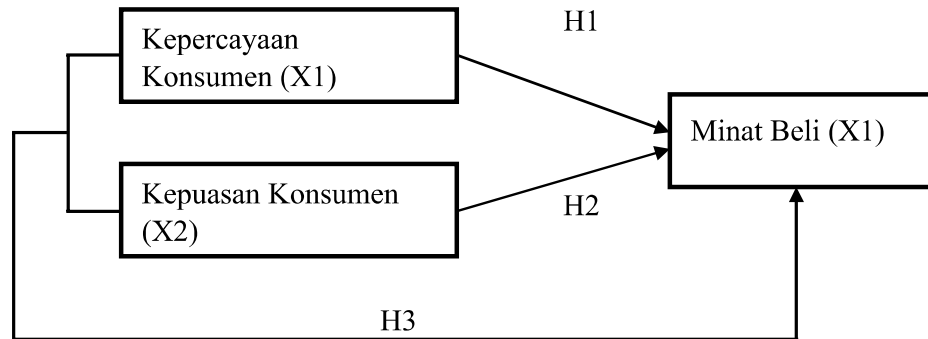 H1
Kepercayaan
Konsumen (X1)
Minat Beli (X1)
Kepuasan Konsumen
(X2)
H2
H3